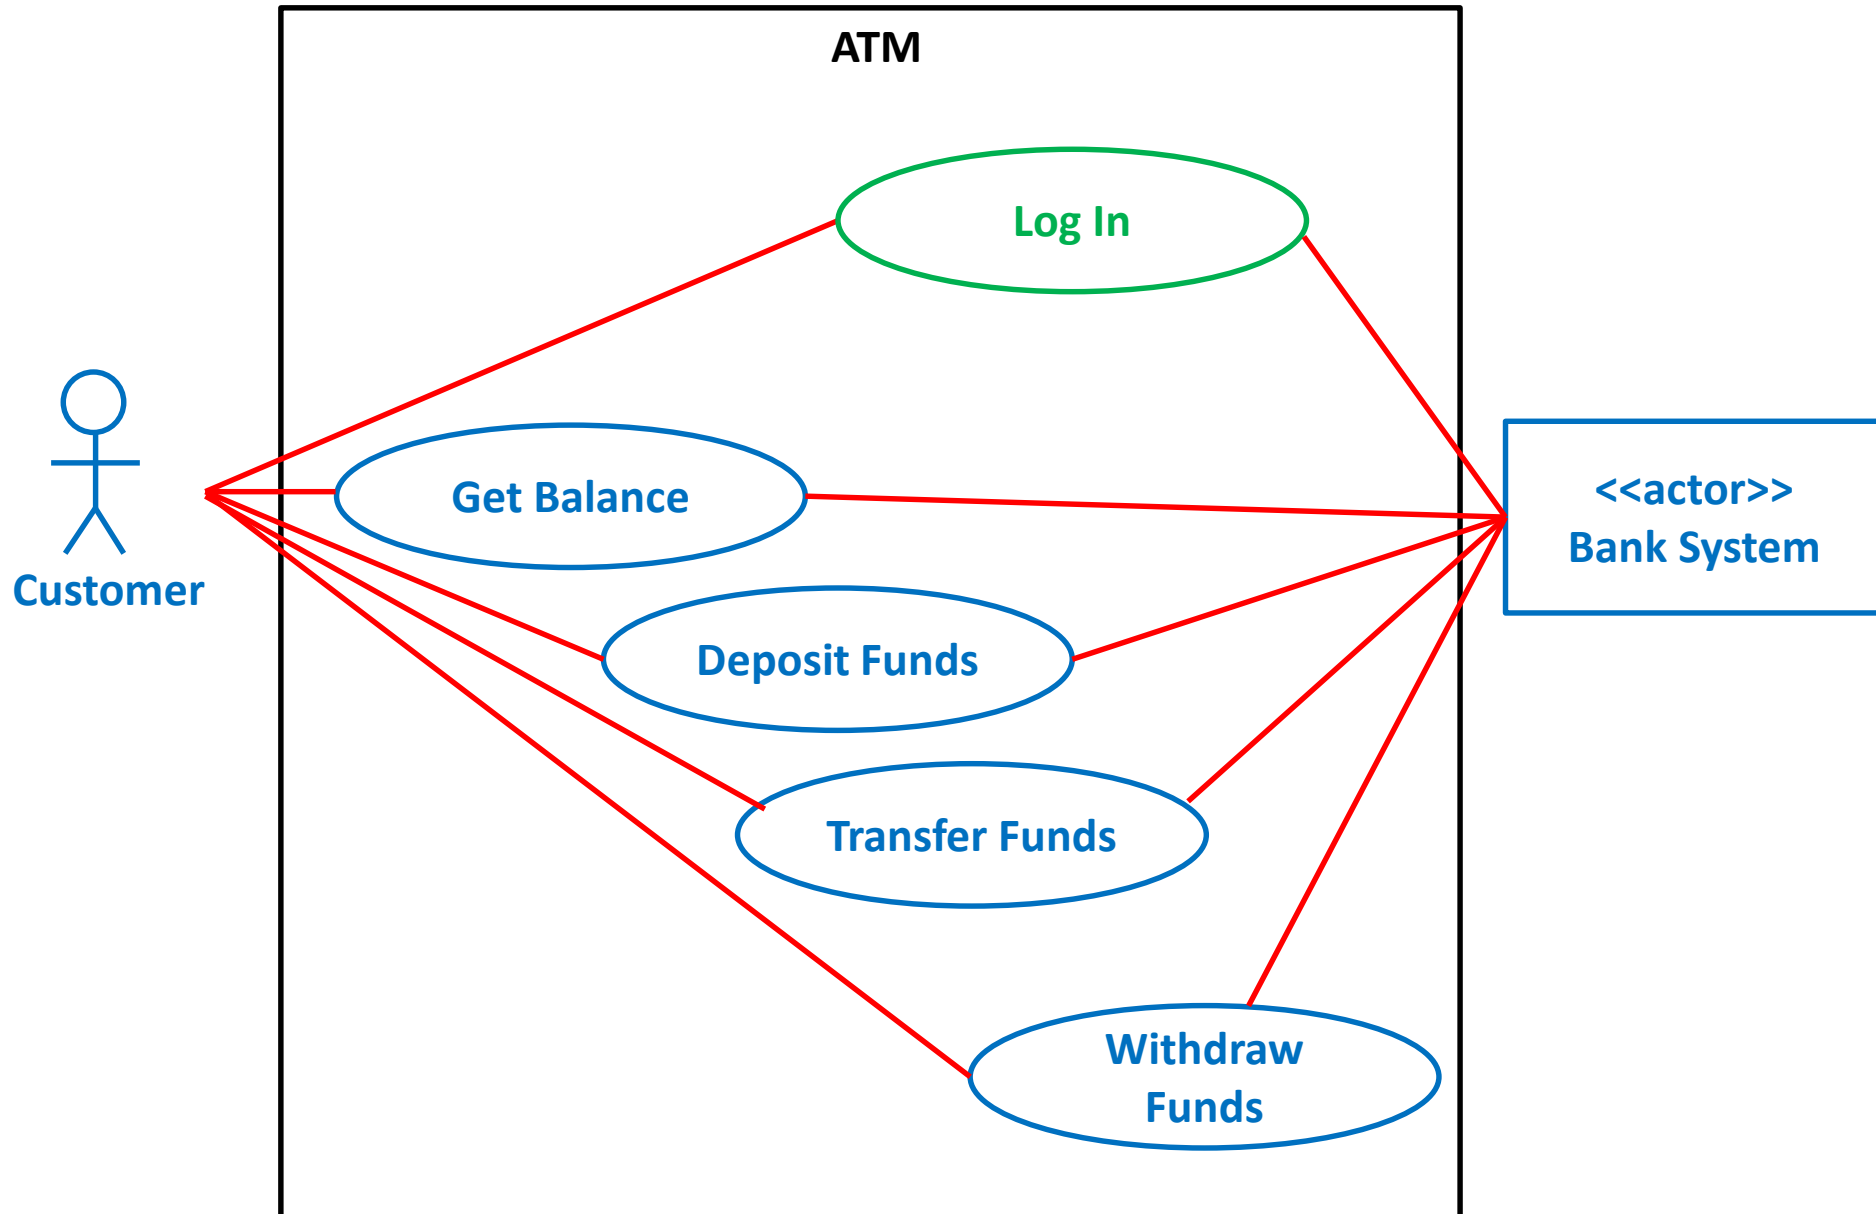 ATM
Log In
Get Balance
<<actor>>
Bank System
Customer
Deposit Funds
Transfer Funds
Withdraw
Funds